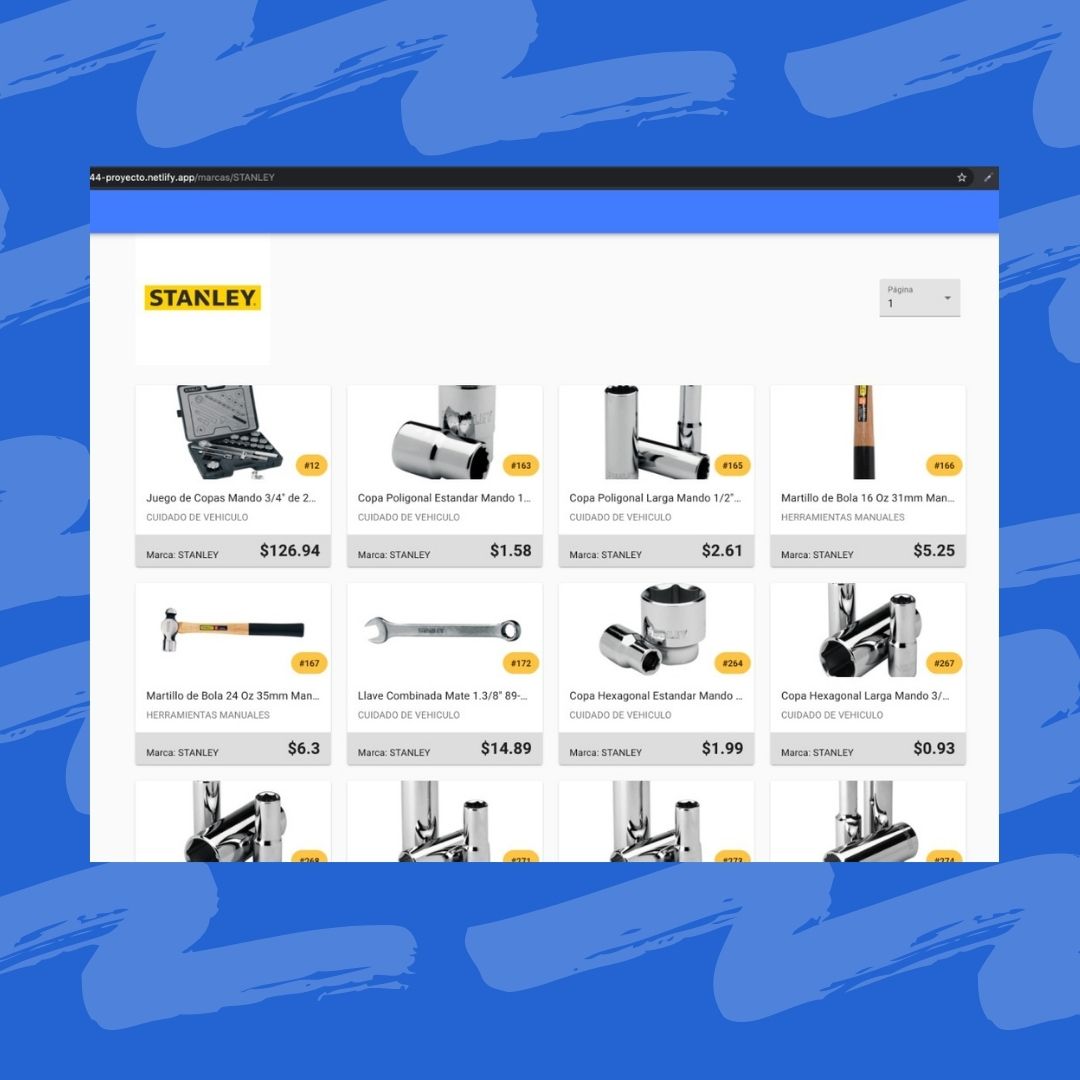 44-proyecto.netlify.app/marcas/STANLEY
STANLEY
Página
1
#12
#163
#165
#166
Juego de Copas Mando 3/4" de 2...
Copa Poligonal Estandar Mando 1...
Copa Poligonal Larga Mando 1/2"...
Martillo de Bola 16 Oz 31mm Man...
CUIDADO DE VEHICULO
CUIDADO DE VEHICULO
CUIDADO DE VEHICULO
HERRAMIENTAS MANUALES
Marca: STANLEY $126.94
Marca: STANLEY $1.58
Marca: STANLEY $2.61
Marca: STANLEY $5.25
#167
#172
#264
#267
Martillo de Bola 24 Oz 35mm Man...
Llave Combinada Mate 1.3/8" 89-...
Copa Hexagonal Estandar Mando ...
Copa Hexagonal Larga Mando 3/...
HERRAMIENTAS MANUALES
CUIDADO DE VEHICULO
CUIDADO DE VEHICULO
CUIDADO DE VEHICULO
Marca: STANLEY $6.3
Marca: STANLEY $14.89
Marca: STANLEY $1.99
Marca: STANLEY $0.93
#268
#271
#273
#274